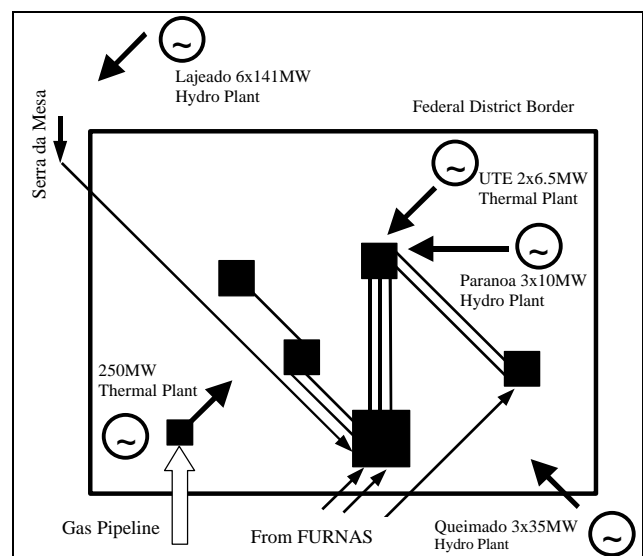 Lajeado 6x141MW
Hydro Plant
Serra da Mesa
Federal District Border
~
UTE 2x6.5MW
Thermal Plant
~
Paranoa 3x10MW
Hydro Plant
~
250MW
Thermal Plant
~
Gas Pipeline
From FURNAS
Queimado 3x35MW
Hydro Plant
~